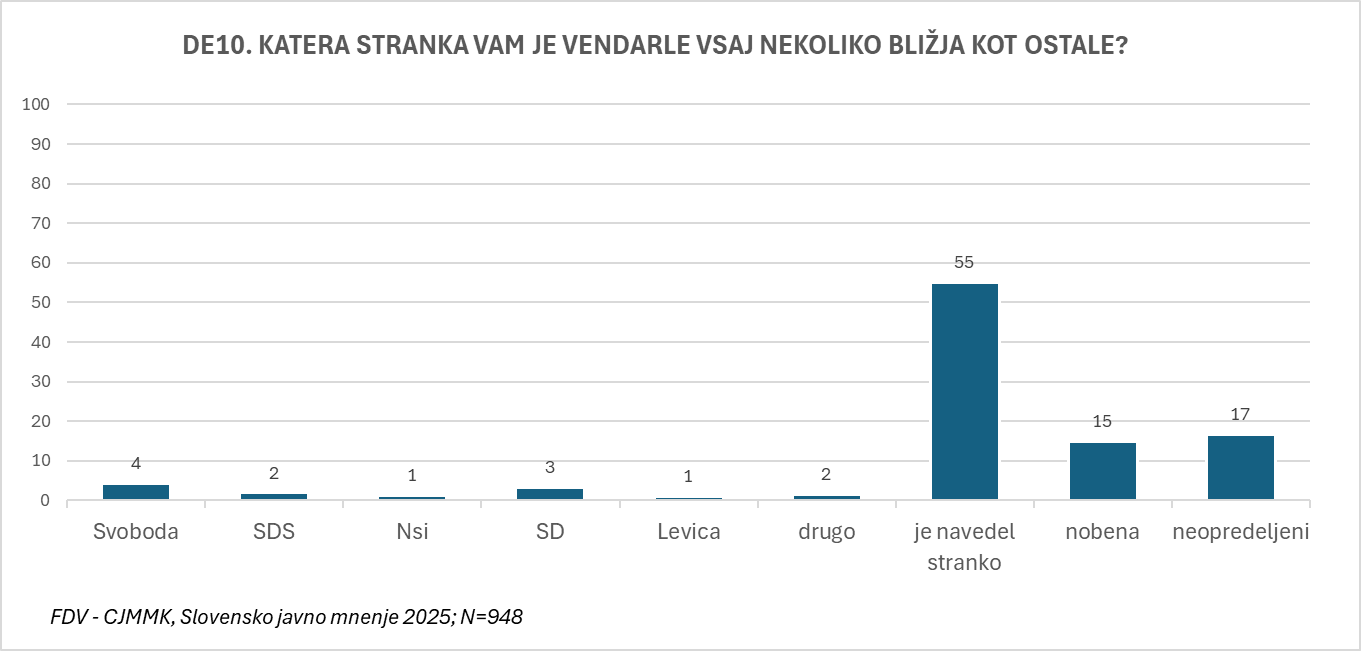 DE10. KATERA STRANKA VAM JE VENDARLE VSAJ NEKOLIKO BLIŽJA KOT OSTALE?
100
90
80
70
60
50
40
30
20
10
0
4
2
1
3
1
2
55
15
17
Svoboda
SDS
Nsi
SD
Levica
drugo
je navedel
stranko
nobena
neopredeljeni
FDV - CJMMK, Slovensko javno mnenje 2025; N=948